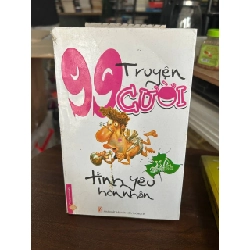 99 Truyện
CƯỜI
tình yêu
hôn nhân